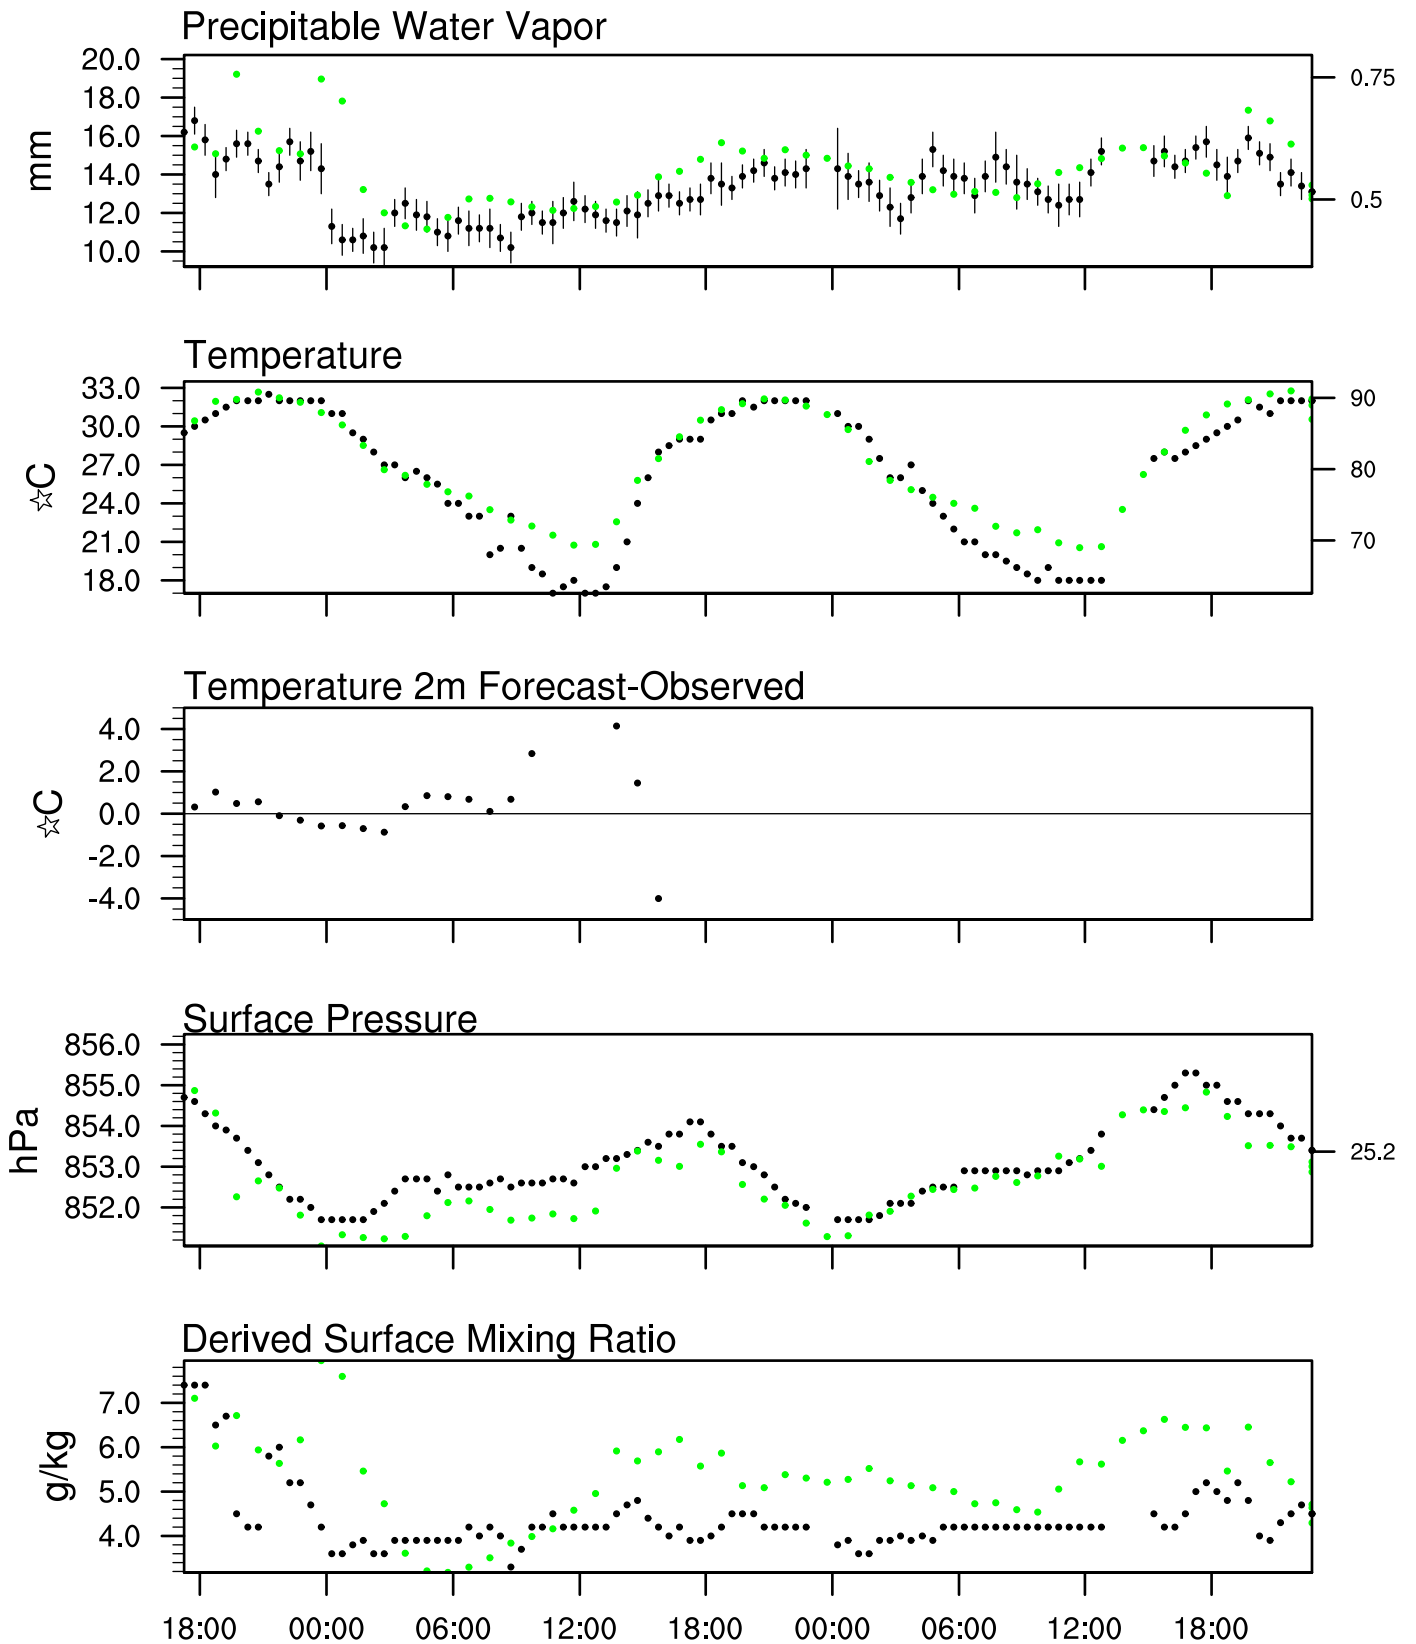 Precipitable Water Vapor
20.0
18.0
16.0
14.0
12.0
10.0
mm
0.75
0.5
Temperature
33.0
30.0
27.0
24.0
21.0
18.0
☆C
90
80
70
Temperature 2m Forecast-Observed
4.0
2.0
0.0
-2.0
-4.0
☆C
Surface Pressure
856.0
855.0
854.0
853.0
852.0
hPa
25.2
Derived Surface Mixing Ratio
7.0
6.0
5.0
4.0
g/kg
18:00 00:00 06:00 12:00 18:00 00:00 06:00 12:00 18:00